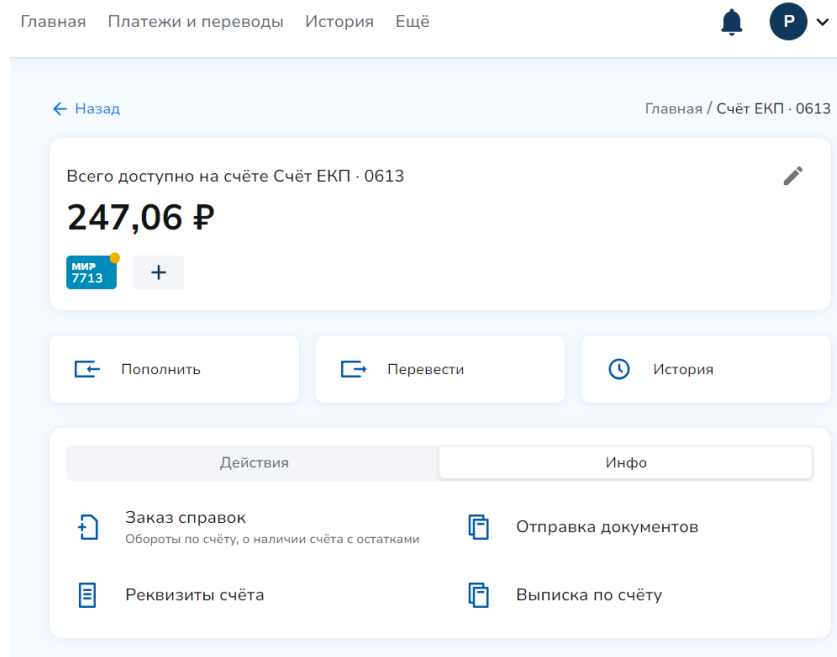 Главная Платежи и переводы История Ещё P
Назад Главная / Счёт ЕКП · 0613
Всего доступно на счёте Счёт ЕКП · 0613
247,06 ₽
МИР
7713
+
Пополнить Перевести История
Действия Инфо
Заказ справок
Обороты по счёту, о наличии счёта с остатками
Отправка документов
Реквизиты счёта Выписка по счёту